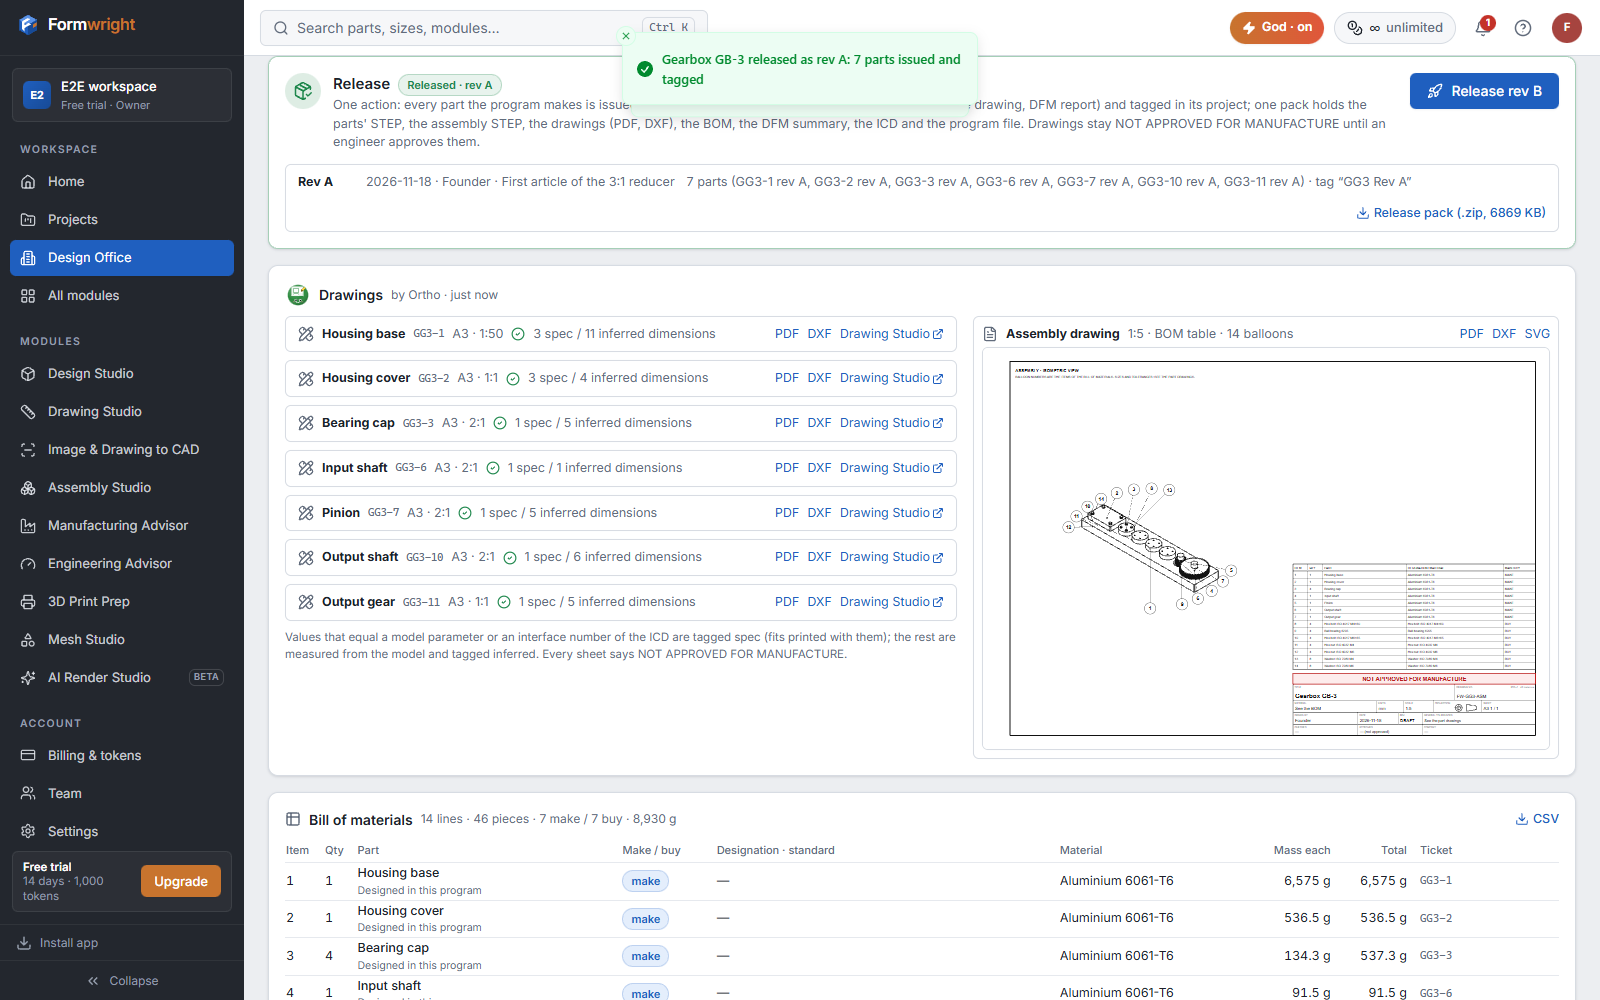 Formwright
Search parts, sizes, modules...
Ctrl K
God · on
∞ unlimited
1
F
E2
E2E workspace
Free trial · Owner
WORKSPACE
Home
Projects
Design Office
All modules
MODULES
Design Studio
Drawing Studio
Image & Drawing to CAD
Assembly Studio
Manufacturing Advisor
Engineering Advisor
3D Print Prep
Mesh Studio
AI Render Studio BETA
ACCOUNT
Billing & tokens
Team
Settings
Free trial
14 days · 1,000
tokens
Upgrade
Install app
Collapse
Gearbox GB-3 released as rev A: 7 parts issued and
tagged
Release Released · rev A
One action: every part the program makes is issue
drawing, DFM report) and tagged in its project; one pack holds the
parts' STEP, the assembly STEP, the drawings (PDF, DXF), the BOM, the DFM summary, the ICD and the program file. Drawings stay NOT APPROVED FOR MANUFACTURE until an
engineer approves them.
Release rev B
Rev A 2026-11-18 · Founder · First article of the 3:1 reducer 7 parts (GG3-1 rev A, GG3-2 rev A, GG3-3 rev A, GG3-6 rev A, GG3-7 rev A, GG3-10 rev A, GG3-11 rev A) · tag “GG3 Rev A”
Release pack (.zip, 6869 KB)
Drawings by Ortho · just now
Housing base GG3-1 A3 · 1:50 3 spec / 11 inferred dimensions PDF DXF Drawing Studio
Housing cover GG3-2 A3 · 1:1 3 spec / 4 inferred dimensions PDF DXF Drawing Studio
Bearing cap GG3-3 A3 · 2:1 1 spec / 5 inferred dimensions PDF DXF Drawing Studio
Input shaft GG3-6 A3 · 2:1 1 spec / 1 inferred dimensions PDF DXF Drawing Studio
Pinion GG3-7 A3 · 2:1 1 spec / 5 inferred dimensions PDF DXF Drawing Studio
Output shaft GG3-10 A3 · 2:1 1 spec / 6 inferred dimensions PDF DXF Drawing Studio
Output gear GG3-11 A3 · 1:1 1 spec / 5 inferred dimensions PDF DXF Drawing Studio
Values that equal a model parameter or an interface number of the ICD are tagged spec (fits printed with them); the rest are
measured from the model and tagged inferred. Every sheet says NOT APPROVED FOR MANUFACTURE.
Assembly drawing 1:5 · BOM table · 14 balloons PDF DXF SVG
ASSEMBLY - ISOMETRIC VIEW
NOT APPROVED FOR MANUFACTURE
Gearbox GB-3
FW-GG3-ASM
2026-11-18
DRAFT
Bill of materials 14 lines · 46 pieces · 7 make / 7 buy · 8,930 g
CSV
Item Qty Part Make / buy Designation · standard Material Mass each Total Ticket
1 1 Housing base make — Aluminium 6061-T6 6,575 g 6,575 g GG3-1
Designed in this program
2 1 Housing cover make — Aluminium 6061-T6 536.5 g 536.5 g GG3-2
Designed in this program
3 4 Bearing cap make — Aluminium 6061-T6 134.3 g 537.3 g GG3-3
Designed in this program
4 1 Input shaft make — Aluminium 6061-T6 91.5 g 91.5 g GG3-6